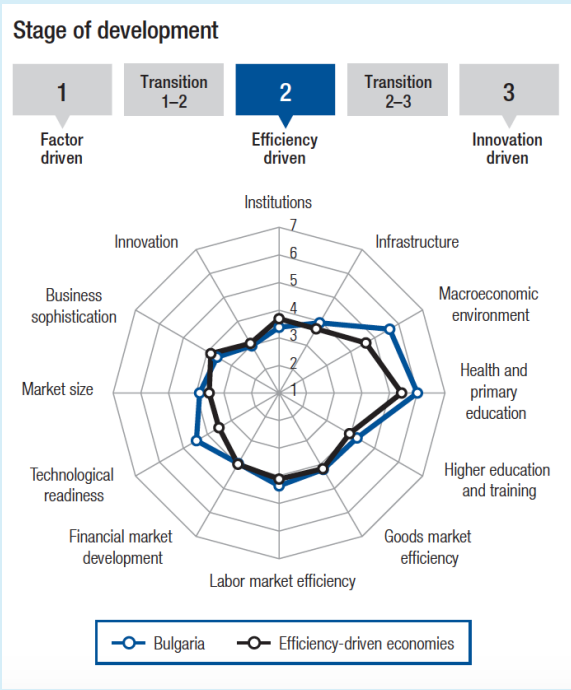 Stage of development
1
Transition
1–2
2
Transition
2–3
3
Factor
driven
Efficiency
driven
Innovation
driven
Institutions
Infrastructure
Macroeconomic
environment
Health and
primary
education
Higher education
and training
Goods market
efficiency
Labor market efficiency
Financial market
development
Technological
readiness
Market size
Business
sophistication
Innovation
7
6
5
4
3
2
1
Bulgaria
Efficiency-driven economies